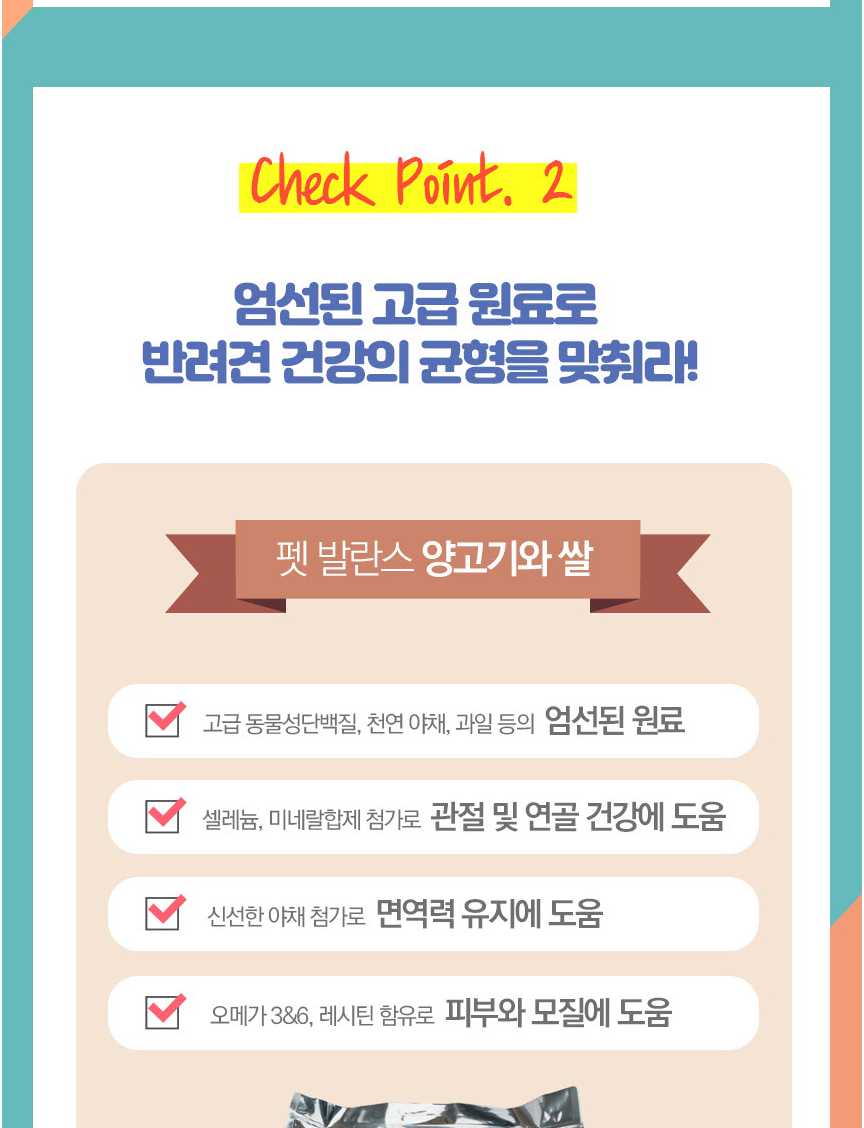 Check Point. 2
엄선된 고급 원료로
반려견 건강의 균형을 맞춰라!
펫 발란스 양고기와 쌀
고급 동물성단백질, 천연 야채, 과일 등의 엄선된 원료
셀레늄, 미네랄합제 첨가로 관절 및 연골 건강에 도움
신선한 야채 첨가로 면역력 유지에 도움
오메가 3&6, 레시틴 함유로 피부와 모질에 도움